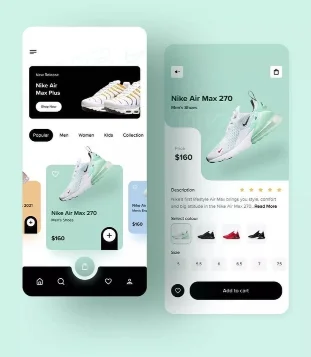 New Release
Nike Air
Max Plus
Shop Now
Popular
Men
Women
Kids
Collection
2021
Nike Air Max 270
Men's Shoes
$160
Nike Air Max 270
Men's Shoes
Price
$160
Description
Nike's first lifestyle Air Max brings you style, comfort
and big attitude in the Nike Air Max 270. Read More
Select colour
Size
5
5.5
6
6.5
7
7.5
Add to cart